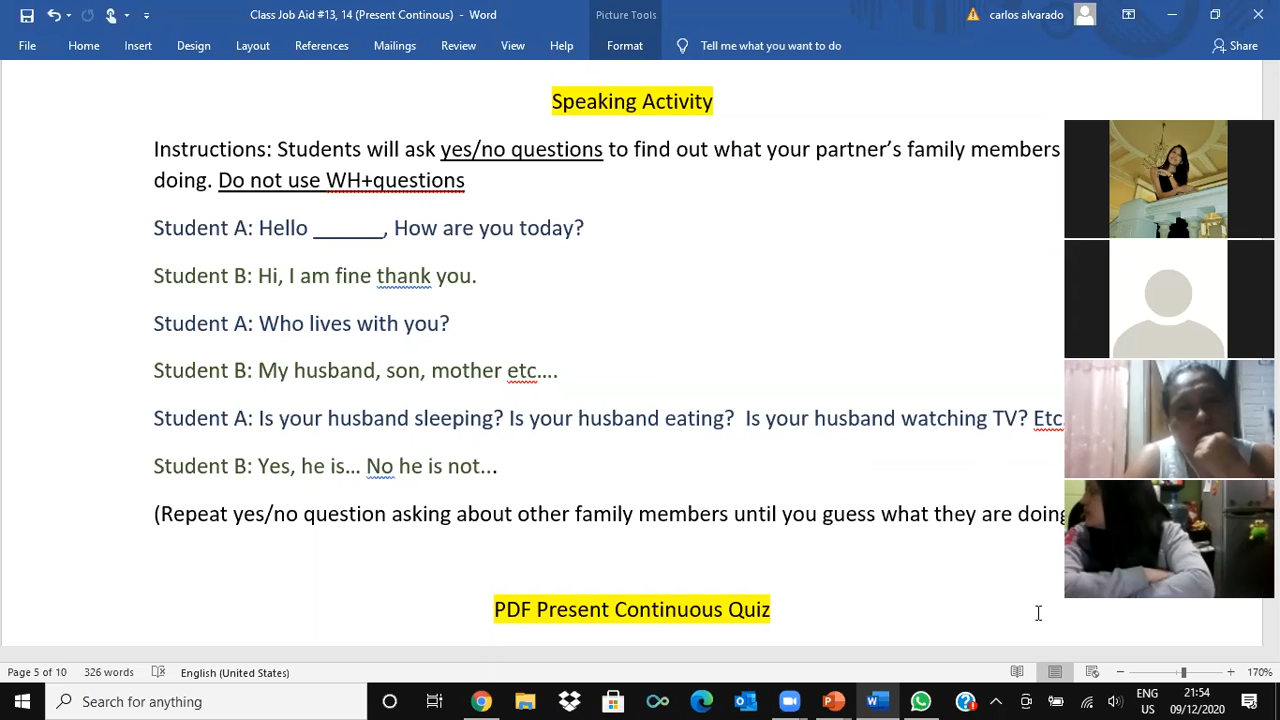 Class Job Aid #13, 14 (Present Continous) - Word
Picture Tools
carlos alvarado
File Home Insert Design Layout References Mailings Review View Help Format Tell me what you want to do Share
Speaking Activity
Instructions: Students will ask yes/no questions to find out what your partner's family members
doing. Do not use WH+questions
Student A: Hello ______, How are you today?
Student B: Hi, I am fine thank you.
Student A: Who lives with you?
Student B: My husband, son, mother etc....
Student A: Is your husband sleeping? Is your husband eating? Is your husband watching TV? Etc
Student B: Yes, he is... No he is not...
(Repeat yes/no question asking about other family members until you guess what they are doing
PDF Present Continuous Quiz
Page 5 of 10 326 words English (United States) 170%
Search for anything
ENG 21:54
US 09/12/2020